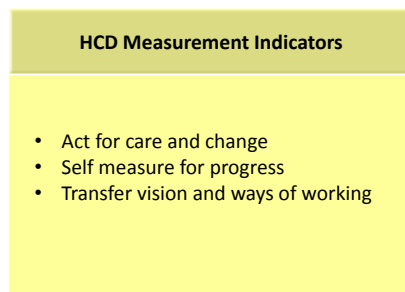 HCD Measurement Indicators
• Act for care and change
• Self measure for progress
• Transfer vision and ways of working